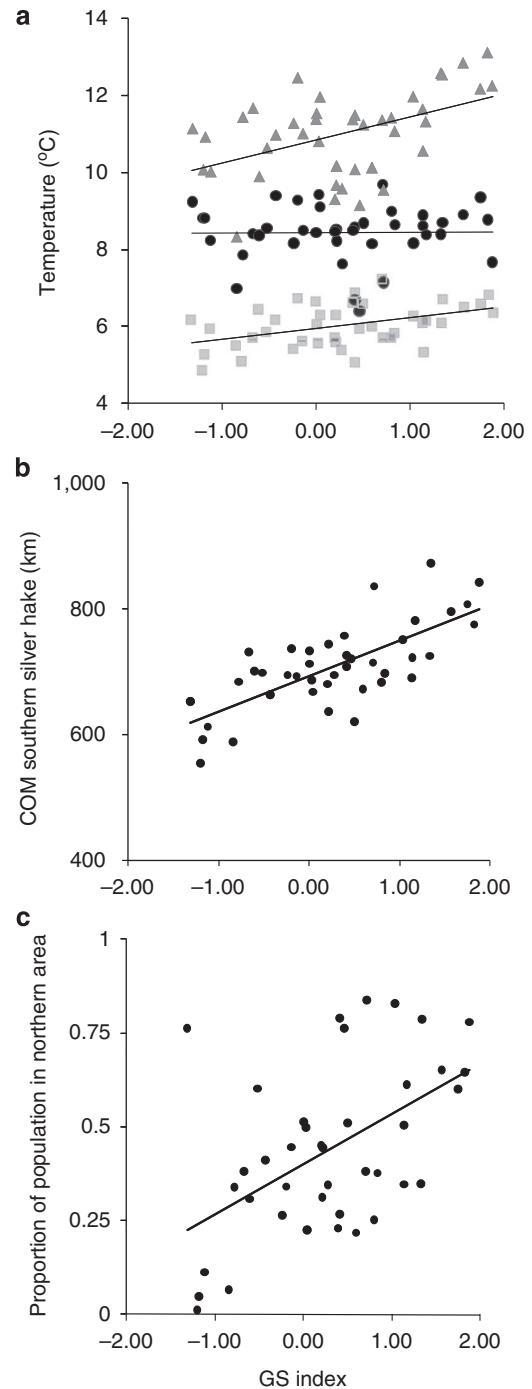 a
14
12
10
8
6
4
Temperature (ºC)
–2.00 –1.00 0.00 1.00 2.00
b
1,000
800
600
400
COM southern silver hake (km)
–2.00 –1.00 0.00 1.00 2.00
c
1
0.75
0.5
0.25
0
Proportion of population in northern area
–2.00 –1.00 0.00 1.00 2.00
GS index